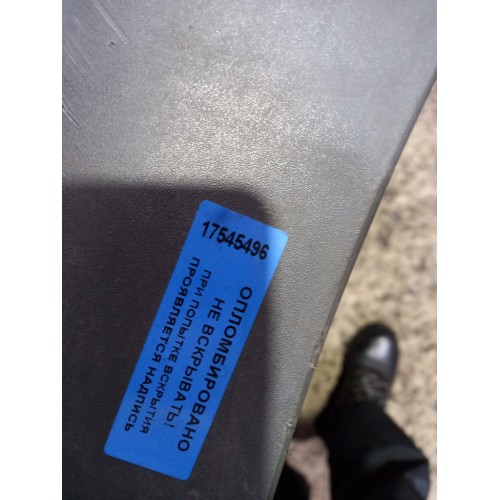 17545496
ОПЛОМБИРОВАНО
НЕ ВСКРЫВАТЬ!
ПРИ ПОПЫТКЕ ВСКРЫТИЯ
ПРОЯВЛЯЕТСЯ НАДПИСЬ